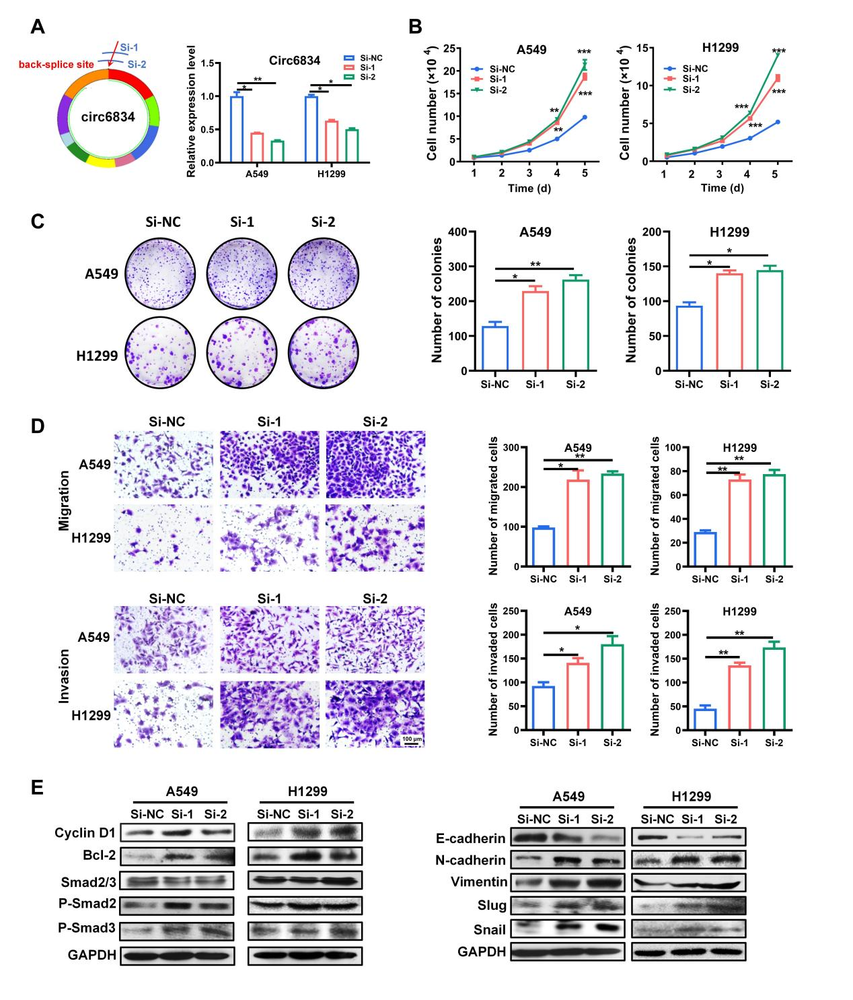 A
Si-1
back-splice site
Si-2
circ6834
Circ6834
Si-NC
Si-1
Si-2
Relative expression level
1.5
1.0
0.5
0.0
** 
*
*
*
A549
H1299
B
A549
Si-NC
Si-1
Si-2
Cell number (×10 4)
25
20
15
10
5
0
***
***
**
**
1 2 3 4 5
Time (d)
H1299
Si-NC
Si-1
Si-2
Cell number (×10 4)
15
10
5
0
***
***
***
***
1 2 3 4 5
Time (d)
C
Si-NC Si-1 Si-2
A549
H1299
A549
Number of colonies
400
300
200
100
0
**
*
Si-NC Si-1 Si-2
H1299
Number of colonies
200
150
100
50
0
*
*
Si-NC Si-1 Si-2
D
Si-NC Si-1 Si-2
Migration
A549
H1299
A549
Number of migrated cells
300
200
100
0
**
*
Si-NC Si-1 Si-2
H1299
Number of migrated cells
100
80
60
40
20
0
**
**
Si-NC Si-1 Si-2
Si-NC Si-1 Si-2
Invasion
A549
H1299
100 μm
A549
Number of invaded cells
250
200
150
100
50
0
*
*
Si-NC Si-1 Si-2
H1299
Number of invaded cells
250
200
150
100
50
0
**
**
Si-NC Si-1 Si-2
E
A549 H1299
Si-NC Si-1 Si-2 Si-NC Si-1 Si-2
Cyclin D1
Bcl-2
Smad2/3
P-Smad2
P-Smad3
GAPDH
A549 H1299
Si-NC Si-1 Si-2 Si-NC Si-1 Si-2
E-cadherin
N-cadherin
Vimentin
Slug
Snail
GAPDH